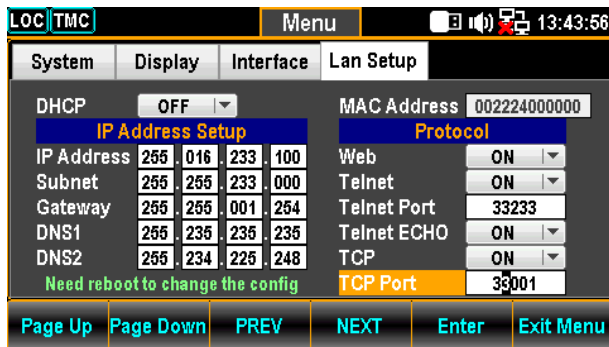 LOC TMC Menu 13:43:56
System Display Interface Lan Setup
DHCP OFF
IP Address Setup
IP Address 255 . 016 . 233 . 100
Subnet 255 . 255 . 233 . 000
Gateway 255 . 255 . 001 . 254
DNS1 255 . 235 . 235 . 235
DNS2 255 . 234 . 225 . 248
Need reboot to change the config
MAC Address 002224000000
Protocol
Web ON
Telnet ON
Telnet Port 33233
Telnet ECHO ON
TCP ON
TCP Port 33001
Page Up Page Down PREV NEXT Enter Exit Menu